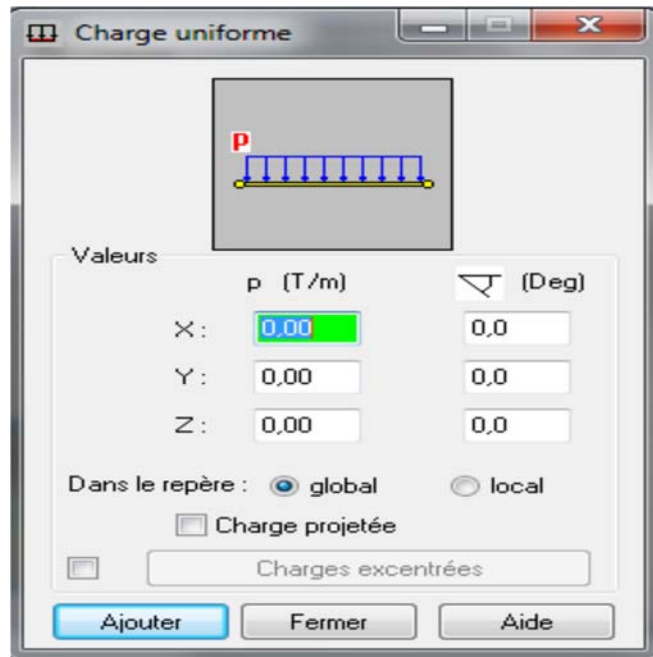 Charge uniforme
P
Valeurs
p (T/m) (Deg)
X : 0,00 0,0
Y : 0,00 0,0
Z : 0,00 0,0
Dans le repère : global local
Charge projetée
Charges excentrées
Ajouter Fermer Aide